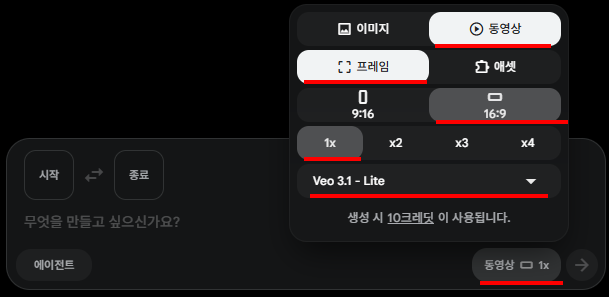 이미지 동영상
프레임 애셋
9:16 16:9
1x x2 x3 x4
Veo 3.1 - Lite
생성 시 10크레딧 이 사용됩니다.
시작 종료
무엇을 만들고 싶으신가요?
에이전트 동영상 1x